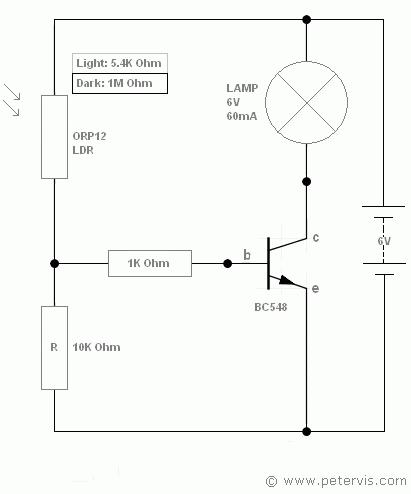 Light: 5.4K Ohm
Dark: 1M Ohm
LAMP
6V
60mA
ORP12
LDR
c
6V
b
1K Ohm
e
BC548
R
10K Ohm
© www.petervis.com